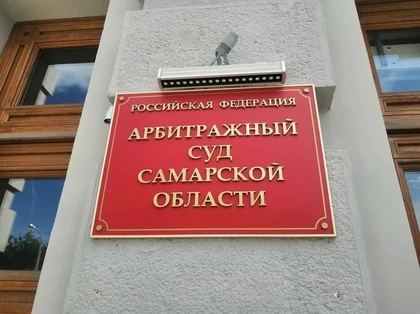 РОССИЙСКАЯ ФЕДЕРАЦИЯ
АРБИТРАЖНЫЙ
СУД
САМАРСКОЙ
ОБЛАСТИ